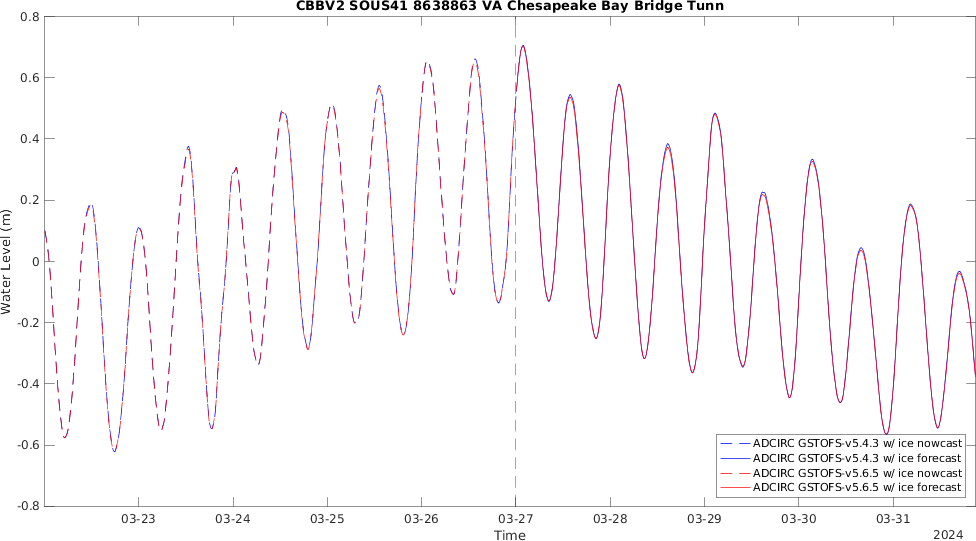 CBBV2 SOUS41 8638863 VA Chesapeake Bay Bridge Tunn
Water Level (m)
0.8
0.6
0.4
0.2
0
-0.2
-0.4
-0.6
-0.8
ADCIRC GSTOFS-v5.4.3 w/ ice nowcast
ADCIRC GSTOFS-v5.4.3 w/ ice forecast
ADCIRC GSTOFS-v5.6.5 w/ ice nowcast
ADCIRC GSTOFS-v5.6.5 w/ ice forecast
03-23 03-24 03-25 03-26 03-27 03-28 03-29 03-30 03-31
Time
2024